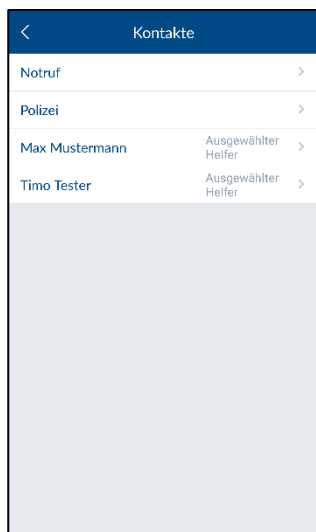 Kontakte
Notruf
Polizei
Max Mustermann
Ausgewählter
Helfer
Timo Tester
Ausgewählter
Helfer